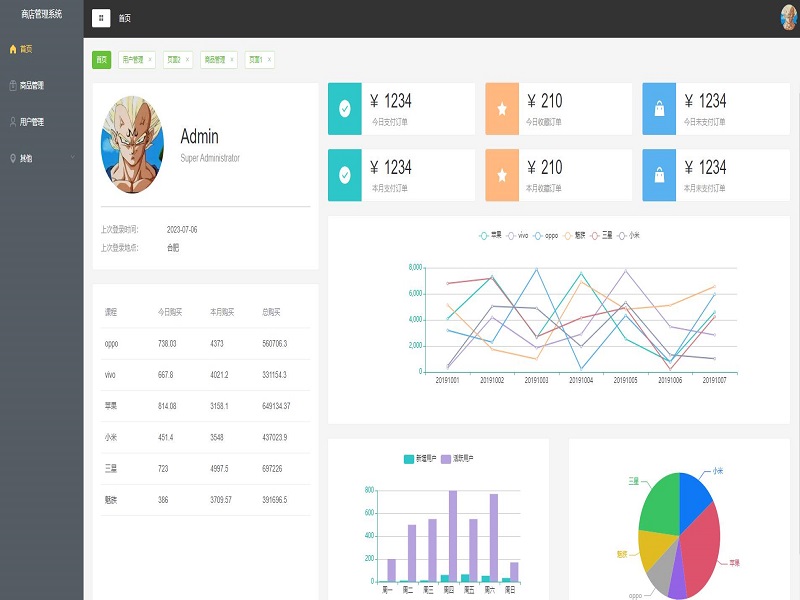 商店管理系统
首页
首页
商品管理
用户管理
其他
首页
用户管理 ×
页面2 ×
商品管理 ×
页面1 ×
Admin
Super Administrator
上次登录时间: 2023-07-06
上次登录地点: 合肥
¥ 1234
今日支付订单
¥ 210
今日收藏订单
¥ 1234
今日未支付订单
¥ 1234
本月支付订单
¥ 210
本月收藏订单
¥ 1234
本月未支付订单
课程 今日购买 本月购买 总购买
oppo 738.03 4373 560706.3
vivo 667.8 4021.2 331154.3
苹果 814.08 3158.1 649134.37
小米 451.4 3548 437023.9
三星 723 4997.5 697226
魅族 386 3709.57 391696.5
苹果 vivo oppo 魅族 三星 小米
8,000
6,000
4,000
2,000
0
20191001 20191002 20191003 20191004 20191005 20191006 20191007
新增用户 活跃用户
800
600
400
200
0
周一 周二 周三 周四 周五 周六 周日
小米
三星
魅族
苹果
oppo